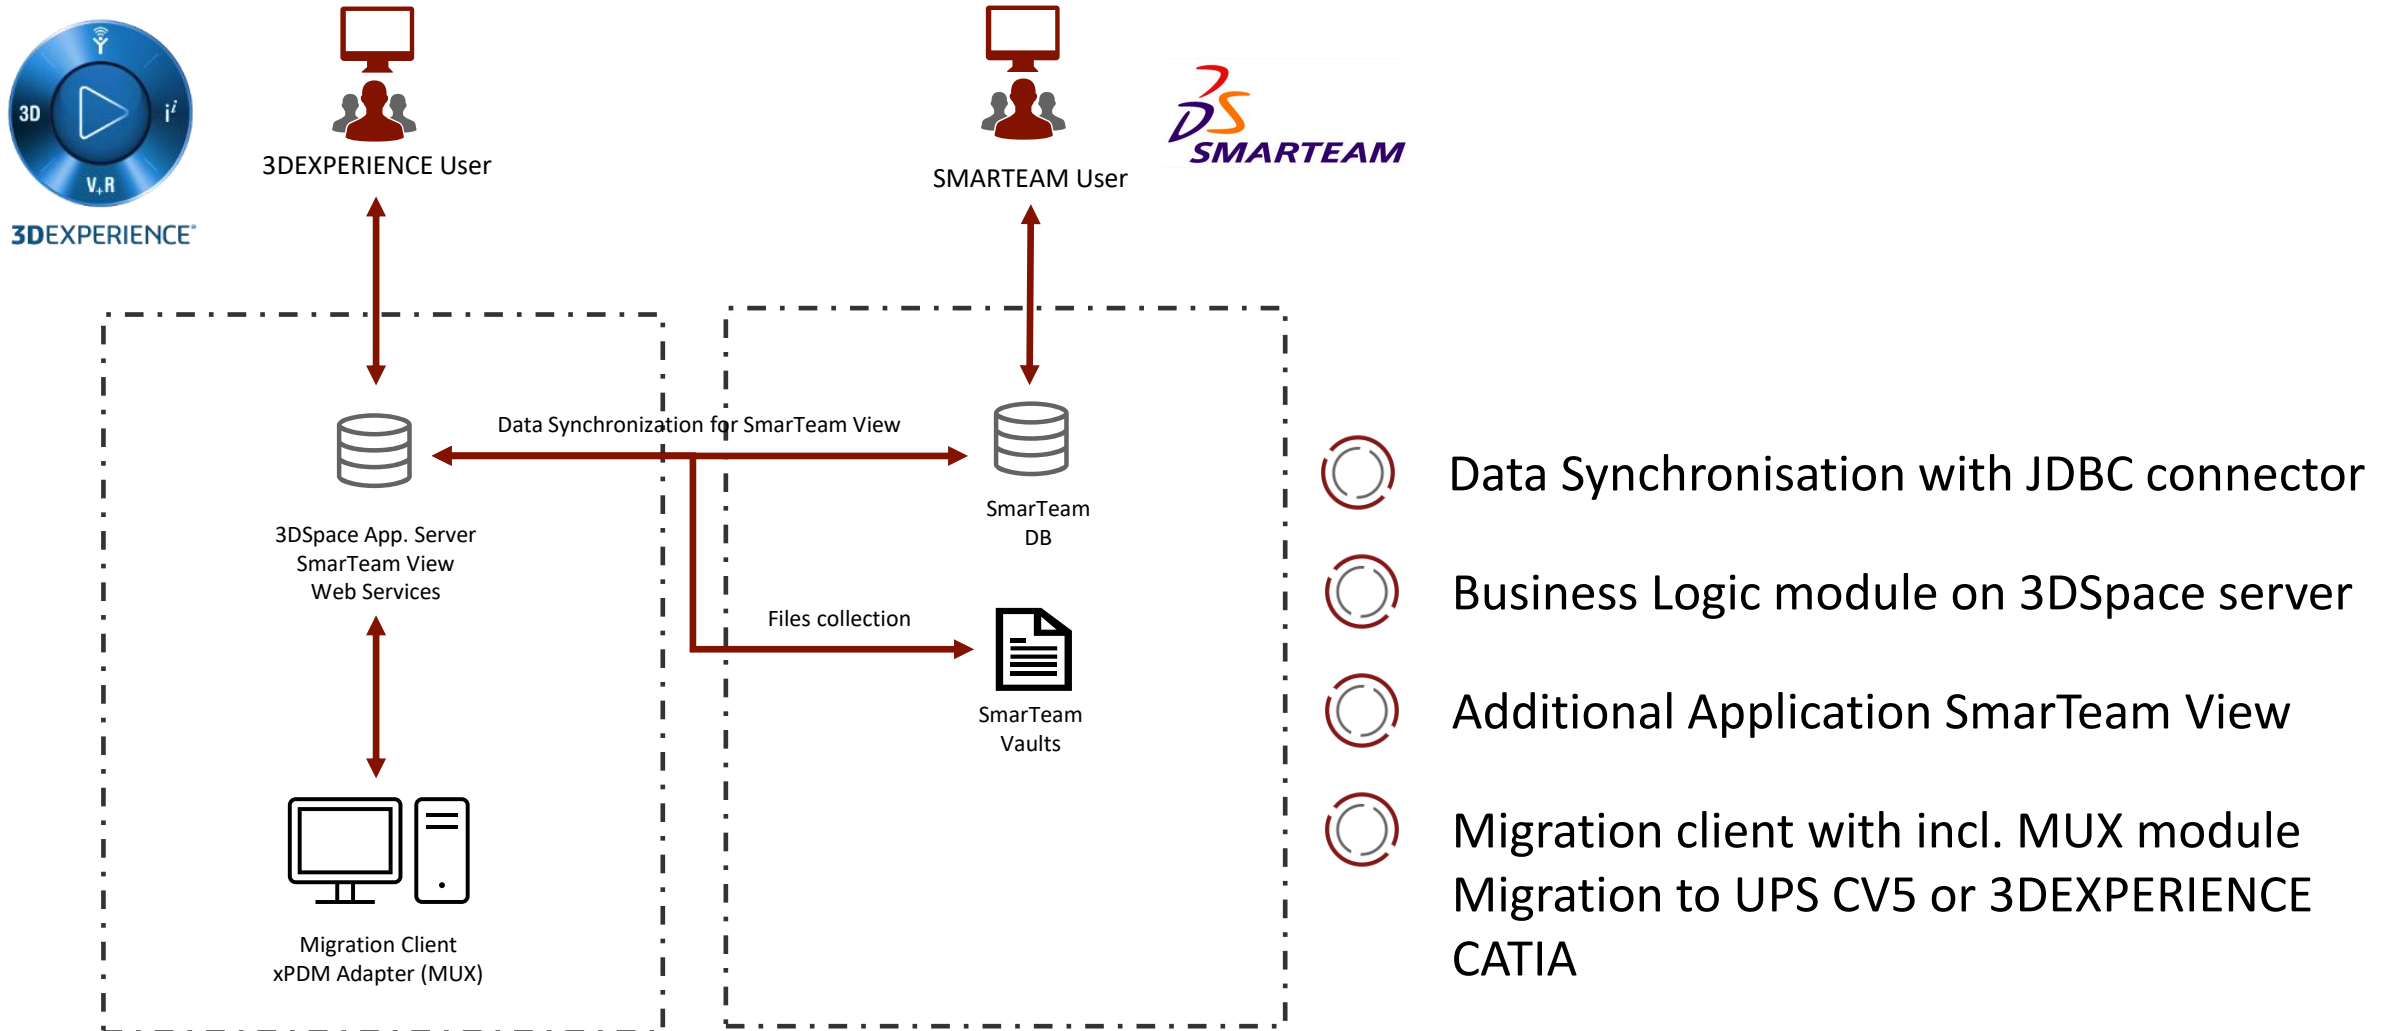 3D
i²
V+R
3DEXPERIENCE®
3DEXPERIENCE User
SMARTEAM User
DS
SMARTEAM
Data Synchronization for SmarTeam View
3DSpace App. Server
SmarTeam View
Web Services
SmarTeam
DB
Files collection
SmarTeam
Vaults
Migration Client
xPDM Adapter (MUX)
Data Synchronisation with JDBC connector
Business Logic module on 3DSpace server
Additional Application SmarTeam View
Migration client with incl. MUX module
Migration to UPS CV5 or 3DEXPERIENCE
CATIA